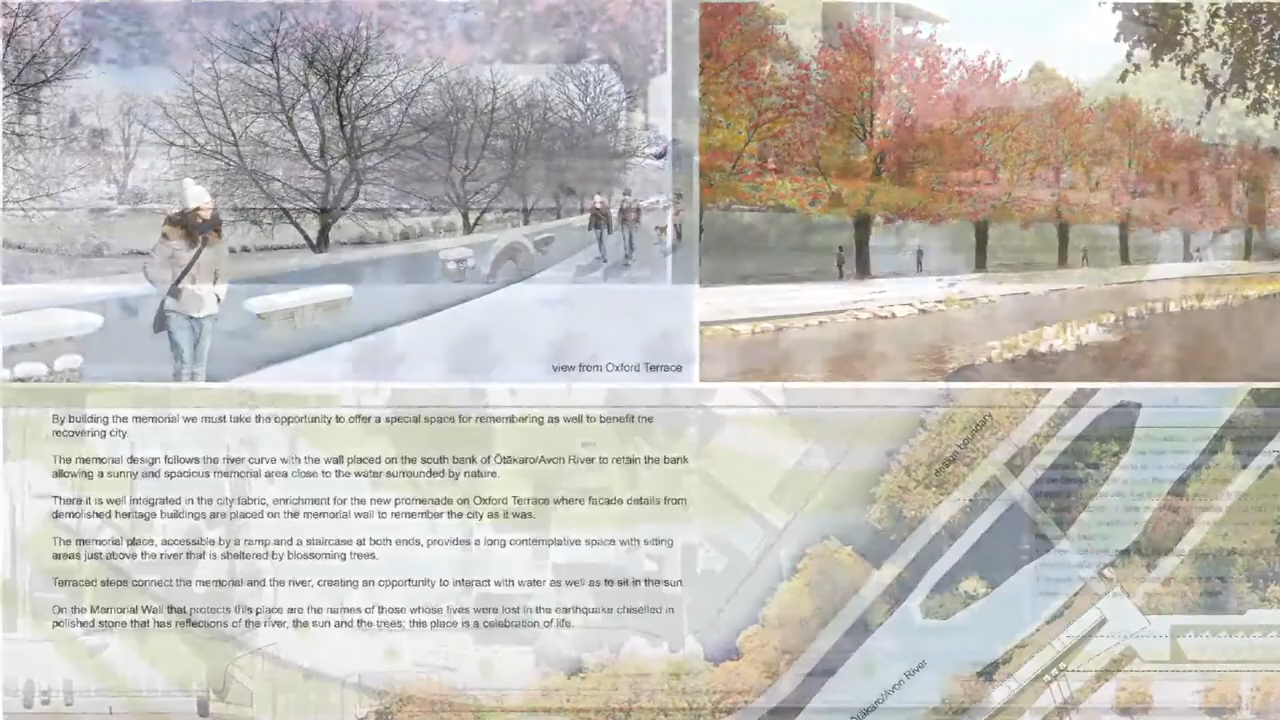 view from Oxford Terrace
By building the memorial we must take the opportunity to offer a special space for remembering as well to benefit the
recovering city.
The memorial design follows the river curve with the wall placed on the south bank of Ōtākaro/Avon River to retain the bank
allowing a sunny and spacious memorial area close to the water surrounded by nature.
There it is well integrated in the city fabric, enrichment for the new promenade on Oxford Terrace where facade details from
demolished heritage buildings are placed on the memorial wall to remember the city as it was.
The memorial place, accessible by a ramp and a staircase at both ends, provides a long contemplative space with sitting
areas just above the river that is sheltered by blossoming trees.
Terraced steps connect the memorial and the river, creating an opportunity to interact with water as well as to sit in the sun.
On the Memorial Wall that protects this place are the names of those whose lives were lost in the earthquake chiselled in
polished stone that has reflections of the river, the sun and the trees; this place is a celebration of life.
design boundary
Ōtākaro/Avon River